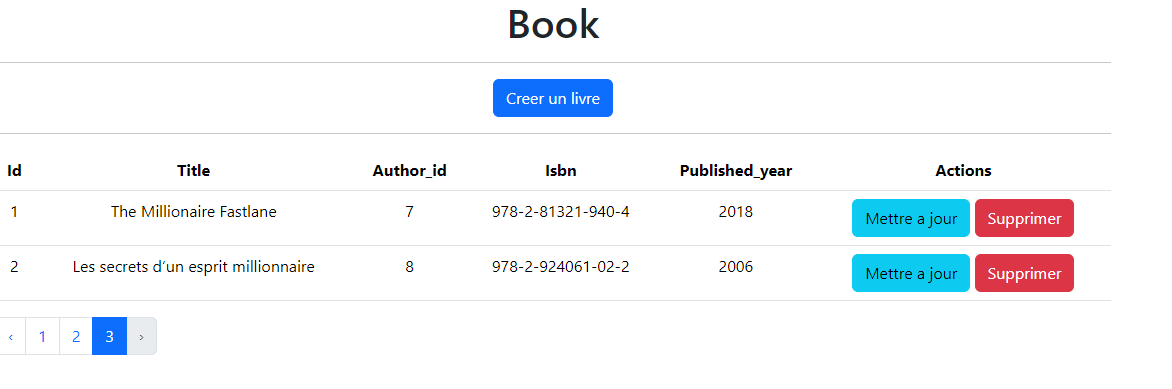 Book
Creer un livre
Id Title Author_id Isbn Published_year Actions
1 The Millionaire Fastlane 7 978-2-81321-940-4 2018 Mettre a jour Supprimer
2 Les secrets d'un esprit millionnaire 8 978-2-924061-02-2 2006 Mettre a jour Supprimer
‹ 1 2 3 ›